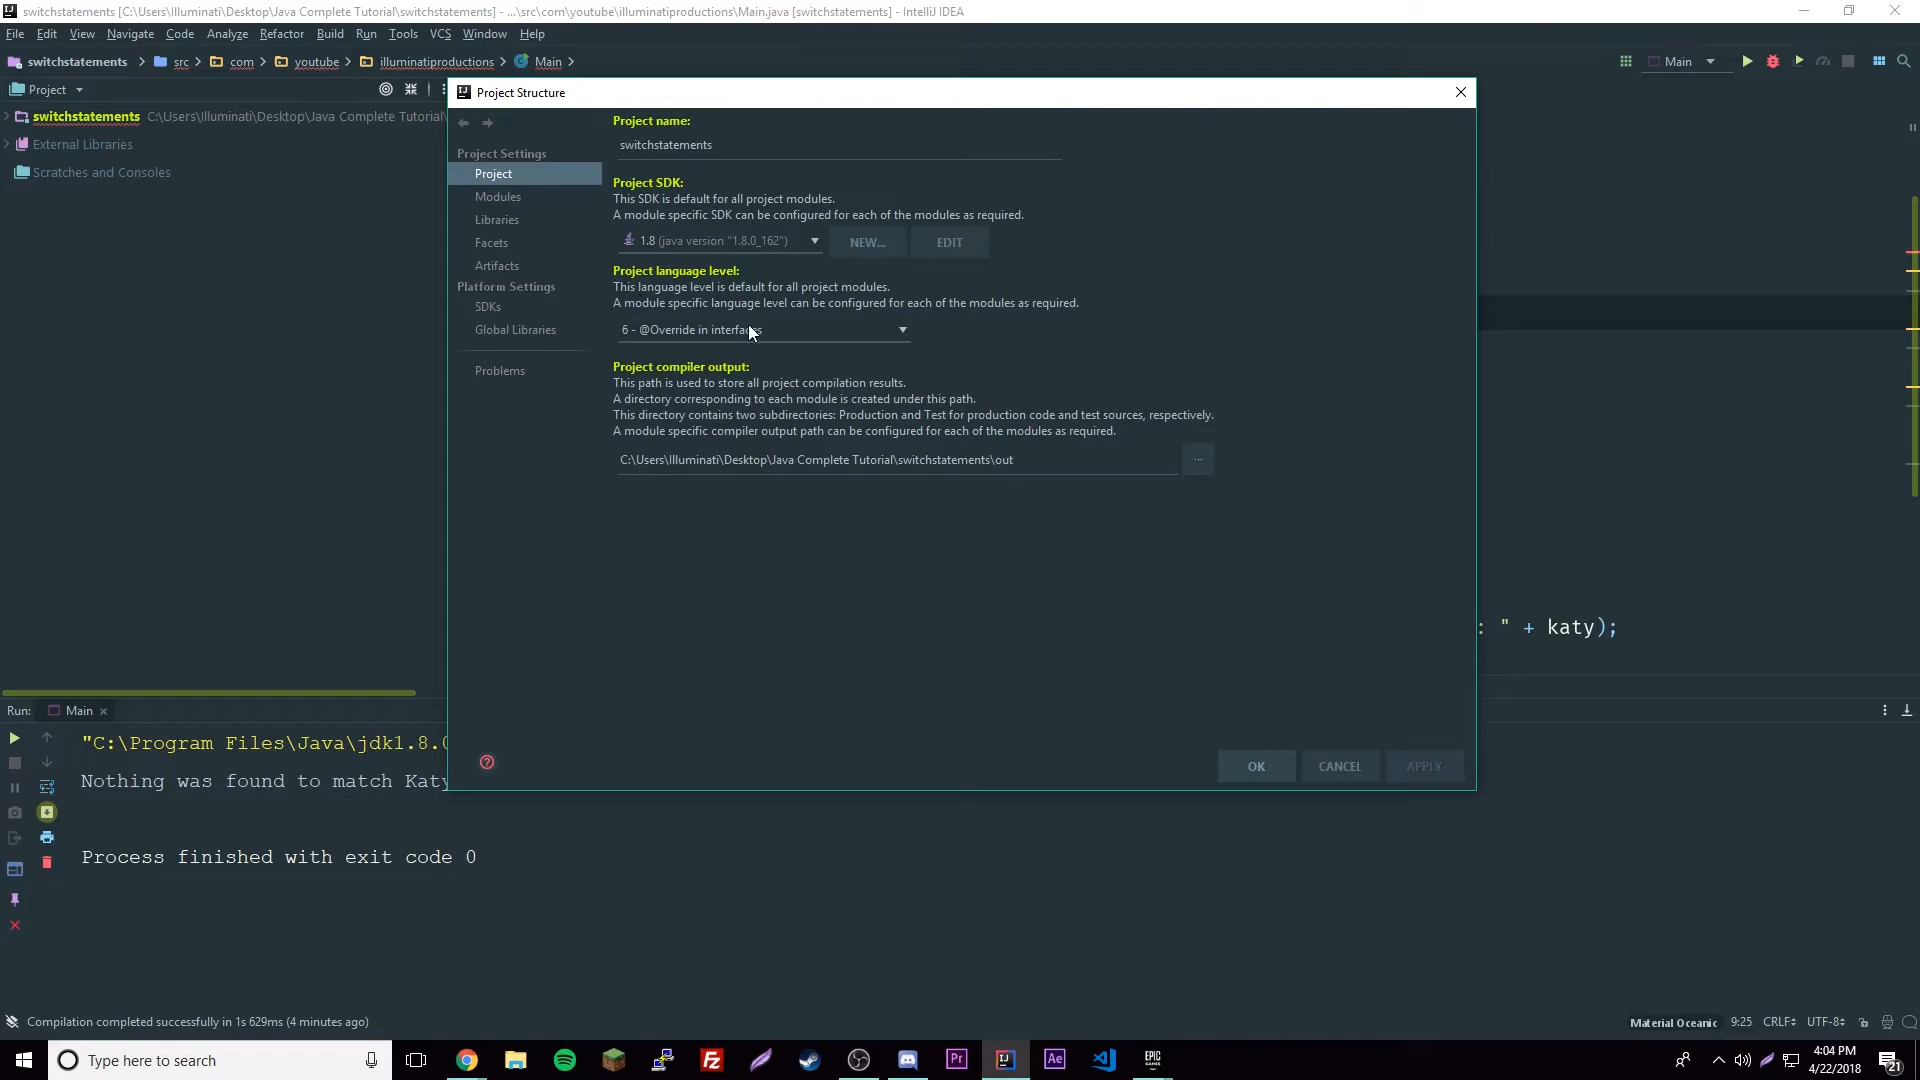 switchstatements [C:\Users\Illuminati\Desktop\Java Complete Tutorial\switchstatements] - ...\src\com\youtube\illuminatiproductions\Main.java [switchstatements] - IntelliJ IDEA
File Edit View Navigate Code Analyze Refactor Build Run Tools VCS Window Help
switchstatements src com youtube illuminatiproductions Main
Main
Project
switchstatements C:\Users\Illuminati\Desktop\Java Complete Tutorial\
External Libraries
Scratches and Consoles
Project Structure
Project Settings
Project
Modules
Libraries
Facets
Artifacts
Platform Settings
SDKs
Global Libraries
Problems
Project name:
switchstatements
Project SDK:
This SDK is default for all project modules.
A module specific SDK can be configured for each of the modules as required.
1.8 (java version "1.8.0_162")
NEW...
EDIT
Project language level:
This language level is default for all project modules.
A module specific language level can be configured for each of the modules as required.
6 - @Override in interfaces
Project compiler output:
This path is used to store all project compilation results.
A directory corresponding to each module is created under this path.
This directory contains two subdirectories: Production and Test for production code and test sources, respectively.
A module specific compiler output path can be configured for each of the modules as required.
C:\Users\Illuminati\Desktop\Java Complete Tutorial\switchstatements\out
...
OK
CANCEL
APPLY
: " + katy);
Run: Main
"C:\Program Files\Java\jdk1.8.0
Nothing was found to match Katy
Process finished with exit code 0
Compilation completed successfully in 1s 629ms (4 minutes ago)
Material Oceanic 9:25 CRLF UTF-8
Type here to search
Pr
IJ
Ae
EPIC
GAMES
4:04 PM
4/22/2018
21